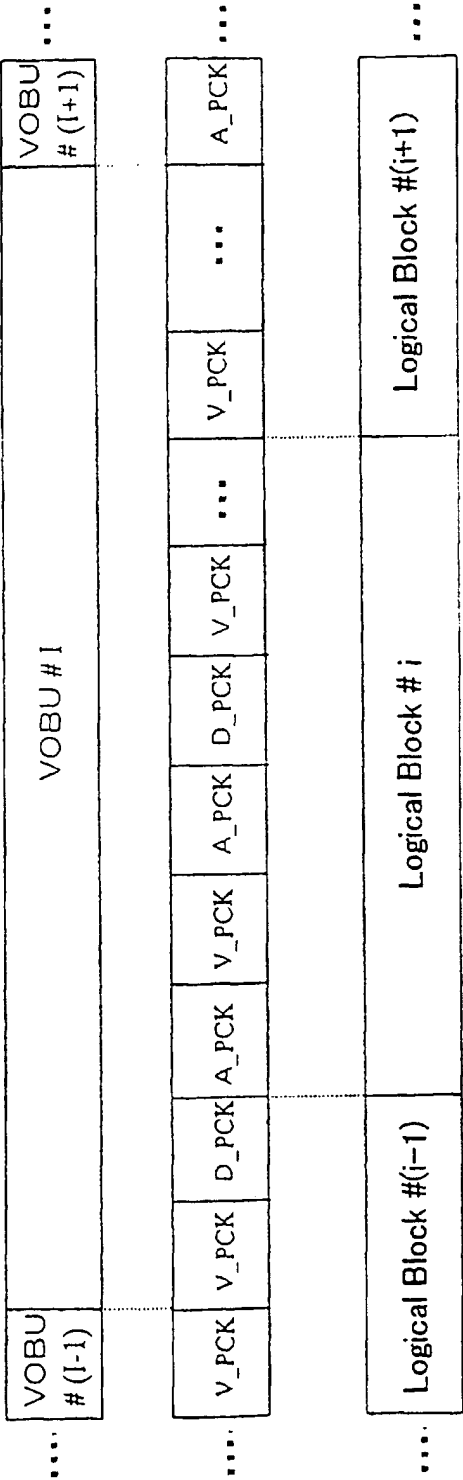 ... VOBU VOBU # I VOBU ...
# (I-1) # (I+1)
... V_PCK V_PCK D_PCK A_PCK V_PCK A_PCK D_PCK V_PCK ... V_PCK ... A_PCK ...
... Logical Block #(i−1) Logical Block # i Logical Block #(i+1) ...